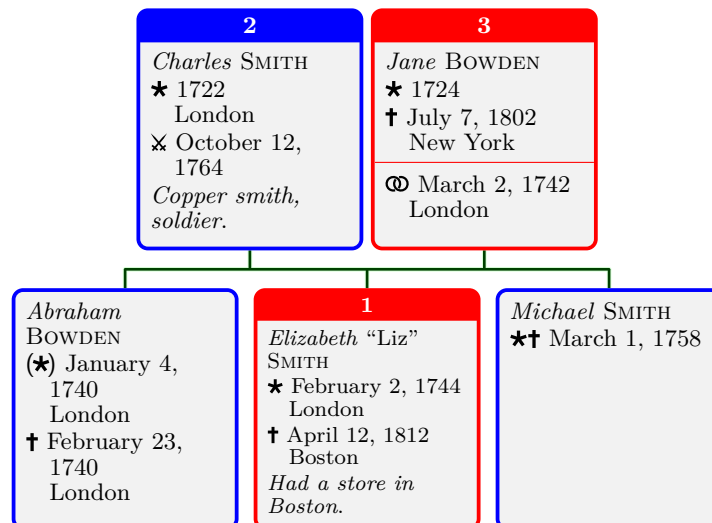 2
Charles SMITH
* 1722
London
⚔ October 12,
1764
Copper smith,
soldier.
3
Jane BOWDEN
* 1724
† July 7, 1802
New York
⚭ March 2, 1742
London
Abraham
BOWDEN
(*) January 4,
1740
London
† February 23,
1740
London
1
Elizabeth “Liz”
SMITH
* February 2, 1744
London
† April 12, 1812
Boston
Had a store in
Boston.
Michael SMITH
*† March 1, 1758